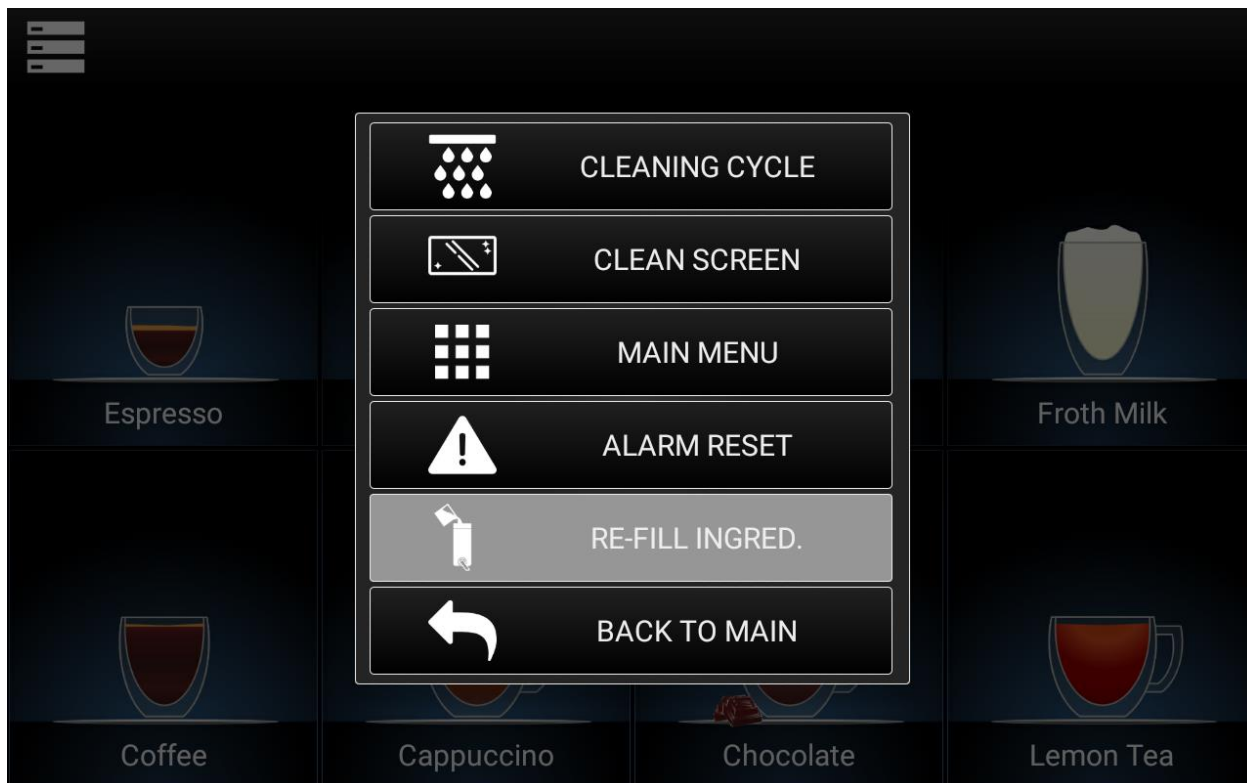 CLEANING CYCLE
CLEAN SCREEN
MAIN MENU
ALARM RESET
RE-FILL INGRED.
BACK TO MAIN
Espresso
Froth Milk
Coffee
Cappuccino
Chocolate
Lemon Tea